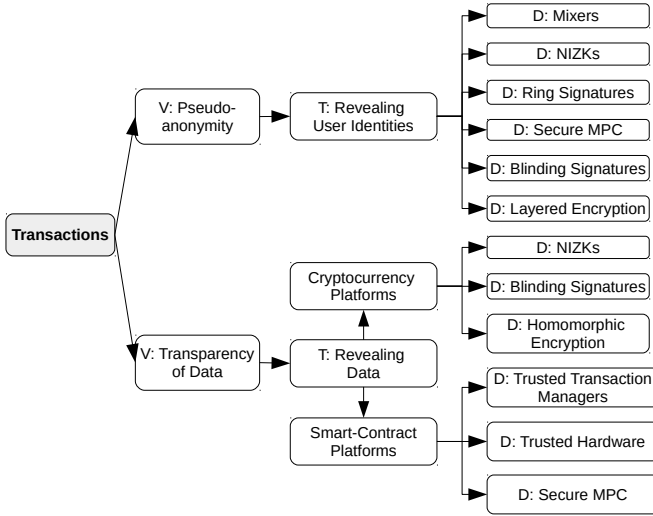 Transactions
V: Pseudo-
anonymity
T: Revealing
User Identities
D: Mixers
D: NIZKs
D: Ring Signatures
D: Secure MPC
D: Blinding Signatures
D: Layered Encryption
V: Transparency
of Data
T: Revealing
Data
Cryptocurrency
Platforms
D: NIZKs
D: Blinding Signatures
D: Homomorphic
Encryption
Smart-Contract
Platforms
D: Trusted Transaction
Managers
D: Trusted Hardware
D: Secure MPC